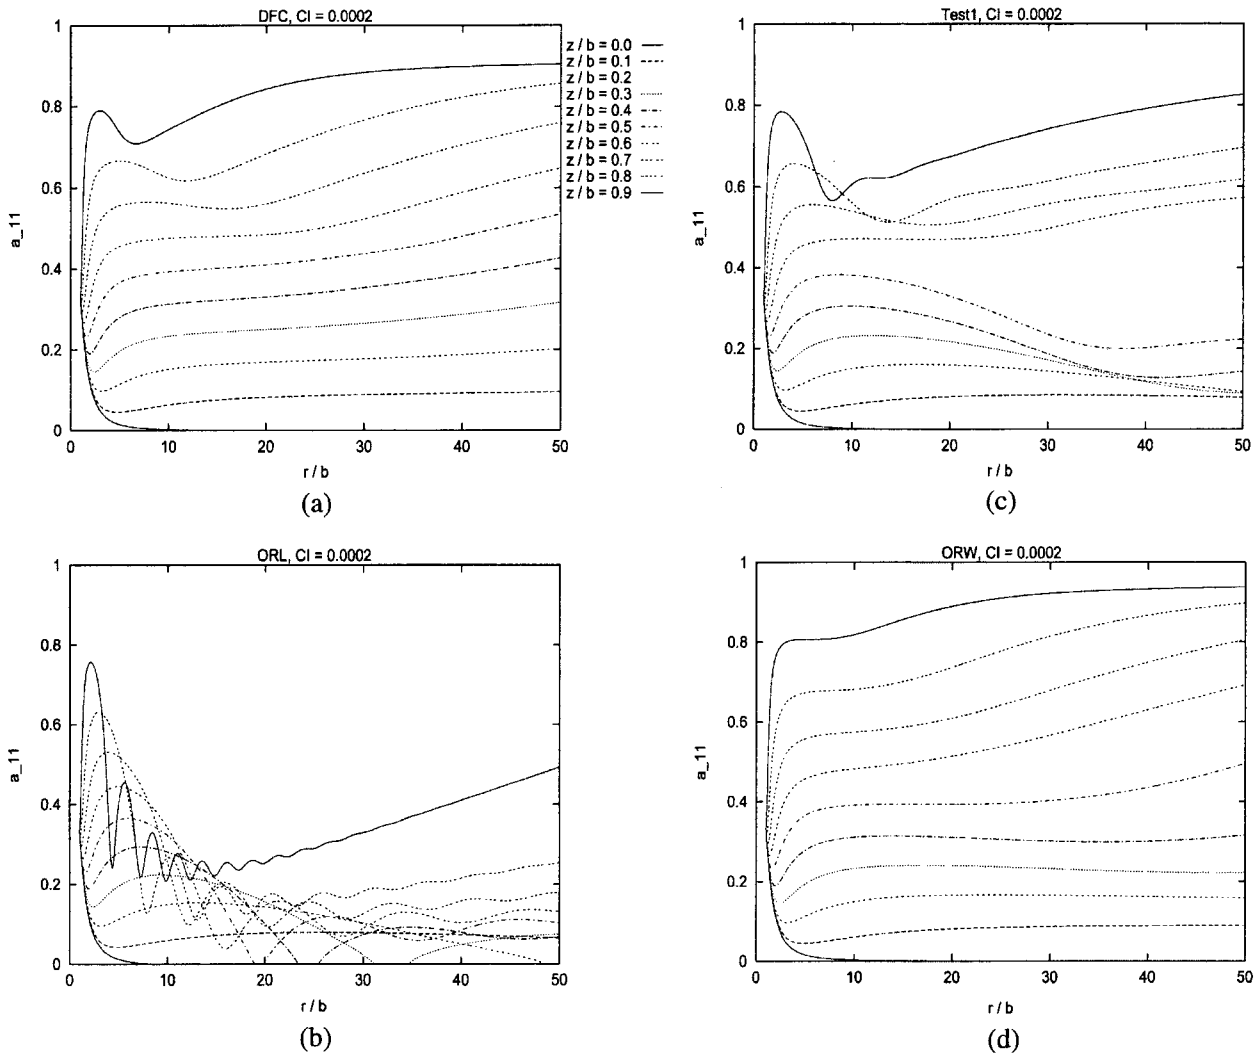 (a)
DFC, CI = 0.0002
1
0.8
0.6
0.4
0.2
0
a_11
0 10 20 30 40 50
r / b
(a)
z / b = 0.0
z / b = 0.1
z / b = 0.2
z / b = 0.3
z / b = 0.4
z / b = 0.5
z / b = 0.6
z / b = 0.7
z / b = 0.8
z / b = 0.9
Test1, CI = 0.0002
1
0.8
0.6
0.4
0.2
0
a_11
0 10 20 30 40 50
r / b
(c)
ORL, CI = 0.0002
1
0.8
0.6
0.4
0.2
0
a_11
0 10 20 30 40 50
r / b
(b)
ORW, CI = 0.0002
1
0.8
0.6
0.4
0.2
0
a_11
0 10 20 30 40 50
r / b
(d)